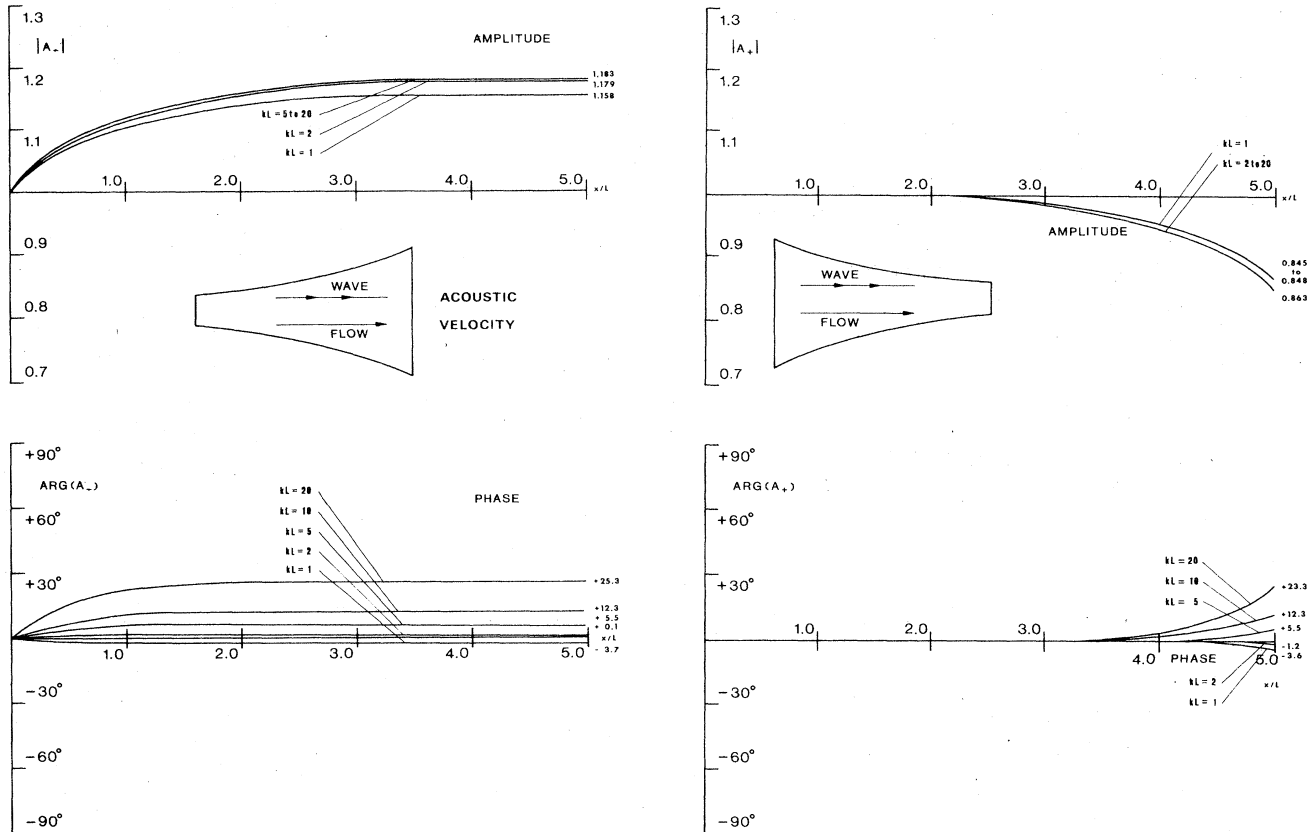 1.3
|A₋|
AMPLITUDE
1.2
1.183
1.179
1.158
kL = 5 to 20
kL = 2
kL = 1
1.1
1.0 2.0 3.0 4.0 5.0 x/L
0.9
0.8
0.7
WAVE
FLOW
ACOUSTIC
VELOCITY
1.3
|A₊|
1.2
1.1
kL = 1
kL = 2 to 20
1.0 2.0 3.0 4.0 5.0
x/L
AMPLITUDE
0.9
0.8
0.7
0.845
to
0.848
0.863
WAVE
FLOW
+90°
ARG(A₋)
PHASE
+60°
+30°
kL = 20
kL = 10
kL = 5
kL = 2
kL = 1
+25.3
+12.3
+ 5.5
+ 0.1
x/L
- 3.7
1.0 2.0 3.0 4.0 5.0
−30°
−60°
−90°
+90°
ARG(A₊)
+60°
+30°
kL = 20
kL = 10
kL = 5
+23.3
+12.3
+5.5
-1.2
-3.6
1.0 2.0 3.0 4.0 5.0
PHASE
x/L
kL = 2
kL = 1
−30°
−60°
−90°